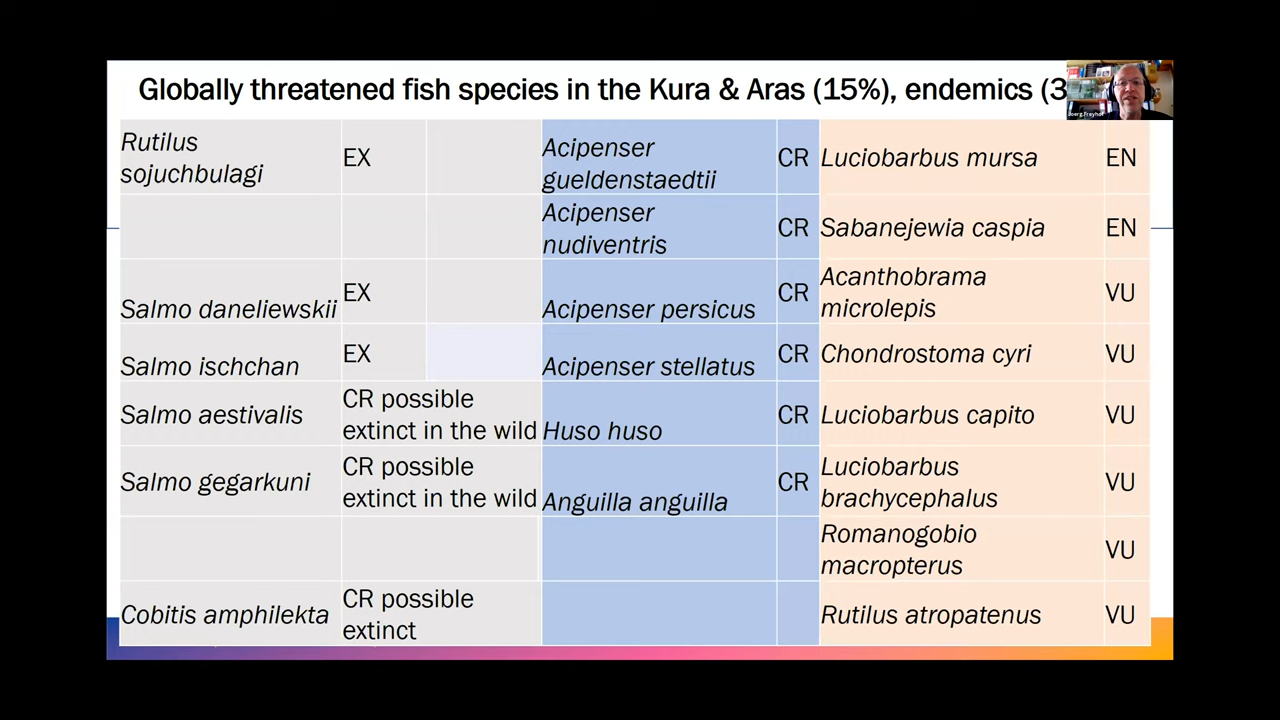 Globally threatened fish species in the Kura & Aras (15%), endemics (3
Joerg Freyhof
Rutilus
sojuchbulagi
EX
Acipenser
gueldenstaedtii
CR
Luciobarbus mursa
EN
Acipenser
nudiventris
CR
Sabanejewia caspia
EN
Salmo daneliewskii
EX
Acipenser persicus
CR
Acanthobrama
microlepis
VU
Salmo ischchan
EX
Acipenser stellatus
CR
Chondrostoma cyri
VU
Salmo aestivalis
CR possible
extinct in the wild
Huso huso
CR
Luciobarbus capito
VU
Salmo gegarkuni
CR possible
extinct in the wild
Anguilla anguilla
CR
Luciobarbus
brachycephalus
VU
Romanogobio
macropterus
VU
Cobitis amphilekta
CR possible
extinct
Rutilus atropatenus
VU